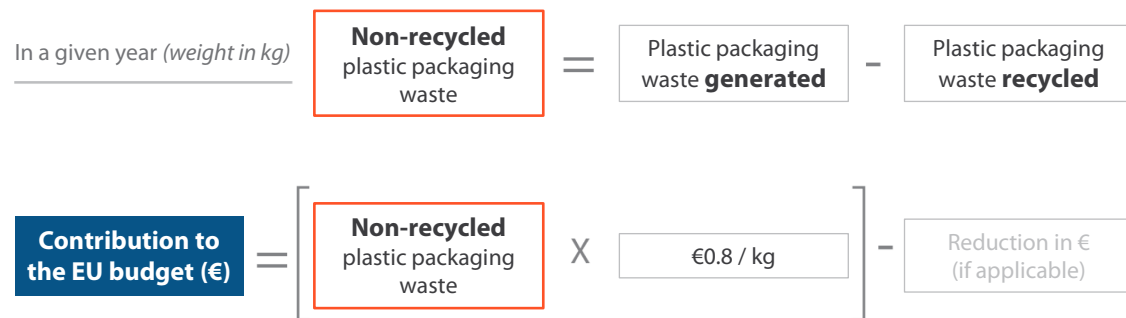 In a given year (weight in kg)
Non-recycled
plastic packaging
waste
=
Plastic packaging
waste generated
-
Plastic packaging
waste recycled
Contribution to
the EU budget (€)
=
[
Non-recycled
plastic packaging
waste
X
€0.8 / kg
]
-
Reduction in €
(if applicable)